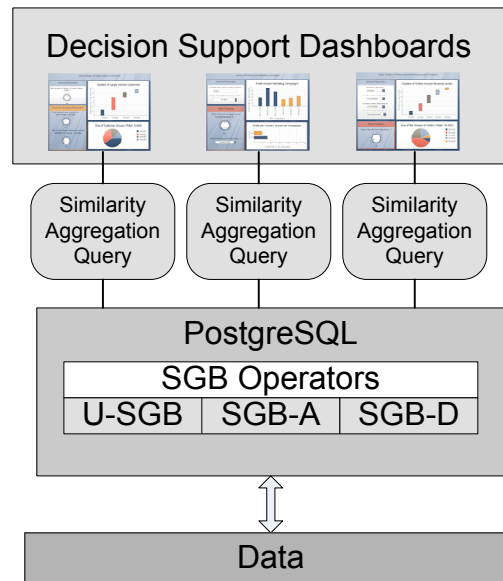 Decision Support Dashboards
Similarity
Aggregation
Query
Similarity
Aggregation
Query
Similarity
Aggregation
Query
PostgreSQL
SGB Operators
U-SGB
SGB-A
SGB-D
Data